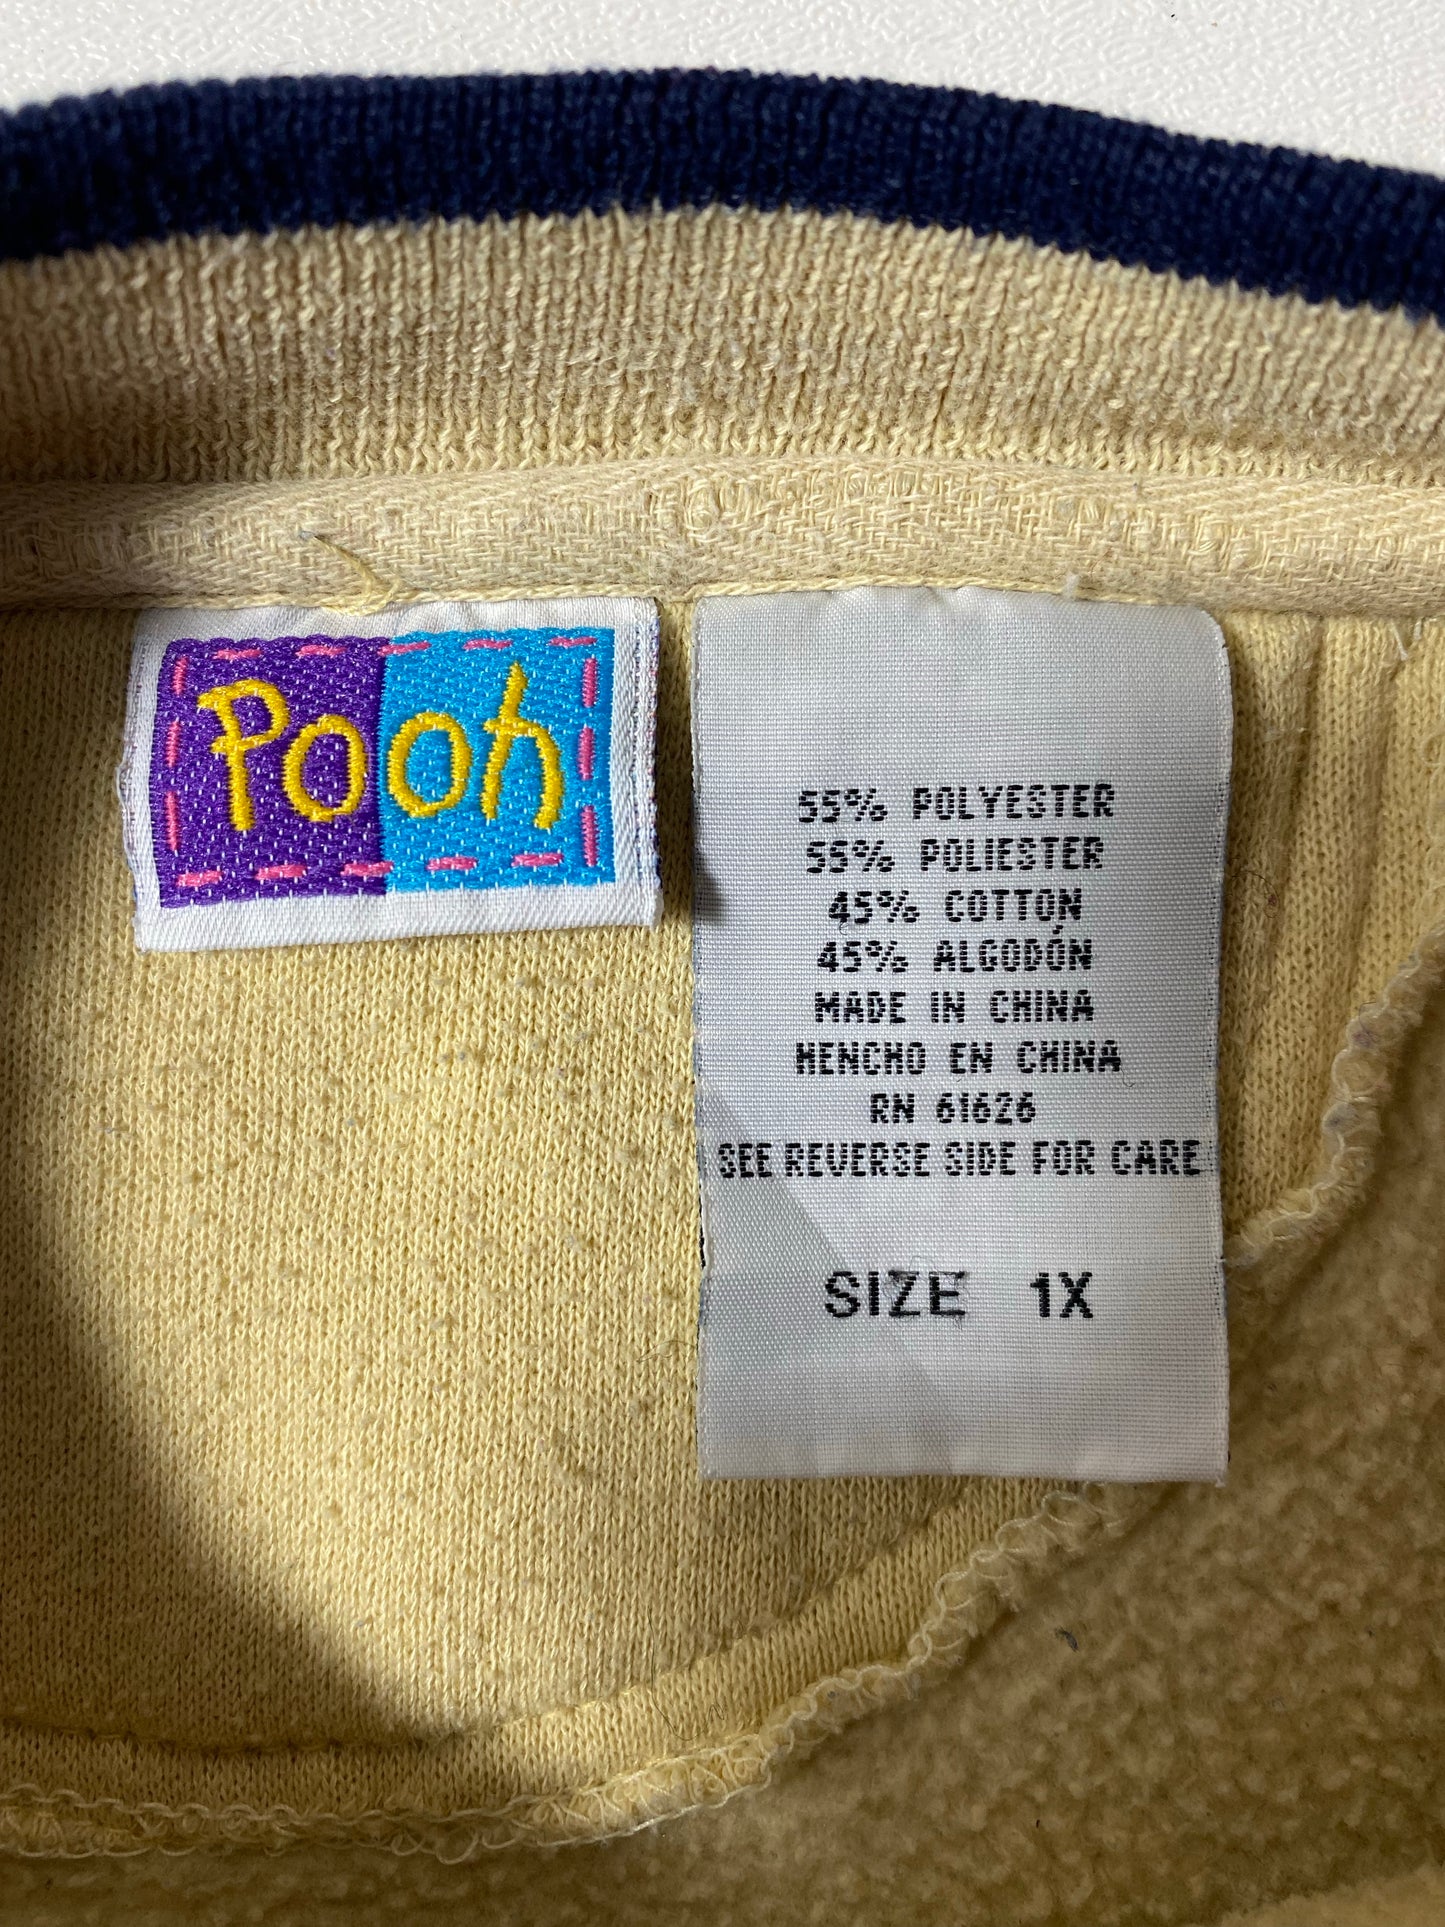 Pooh
55% POLYESTER
55% POLIESTER
45% COTTON
45% ALGODÓN
MADE IN CHINA
HENCHO EN CHINA
RN 61626
SEE REVERSE SIDE FOR CARE
SIZE 1X